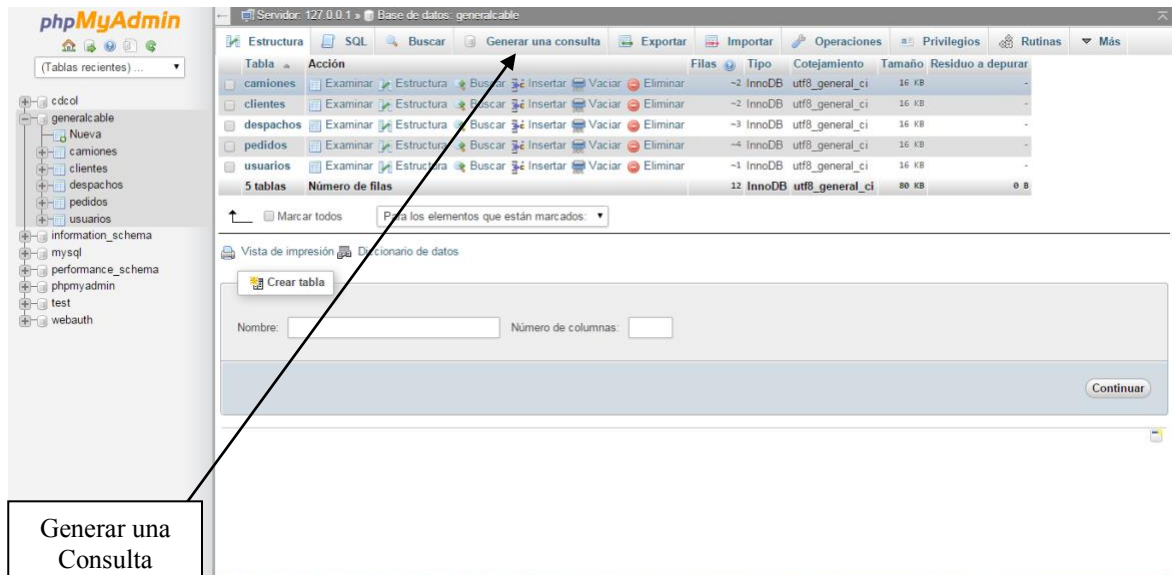 phpMyAdmin
(Tablas recientes) ...
cdcol
generalcable
Nueva
camiones
clientes
despachos
pedidos
usuarios
information_schema
mysql
performance_schema
phpmyadmin
test
webauth
Servidor: 127.0.0.1 » Base de datos: generalcable
Estructura SQL Buscar Generar una consulta Exportar Importar Operaciones Privilegios Rutinas Más
Tabla Acción Filas Tipo Cotejamiento Tamaño Residuo a depurar
camiones Examinar Estructura Buscar Insertar Vaciar Eliminar ~2 InnoDB utf8_general_ci 16 KB -
clientes Examinar Estructura Buscar Insertar Vaciar Eliminar ~2 InnoDB utf8_general_ci 16 KB -
despachos Examinar Estructura Buscar Insertar Vaciar Eliminar ~3 InnoDB utf8_general_ci 16 KB -
pedidos Examinar Estructura Buscar Insertar Vaciar Eliminar ~4 InnoDB utf8_general_ci 16 KB -
usuarios Examinar Estructura Buscar Insertar Vaciar Eliminar ~1 InnoDB utf8_general_ci 16 KB -
5 tablas Número de filas 12 InnoDB utf8_general_ci 80 KB 0 B
Marcar todos Para los elementos que están marcados:
Vista de impresión Diccionario de datos
Crear tabla
Nombre: Número de columnas:
Continuar
Generar una
Consulta